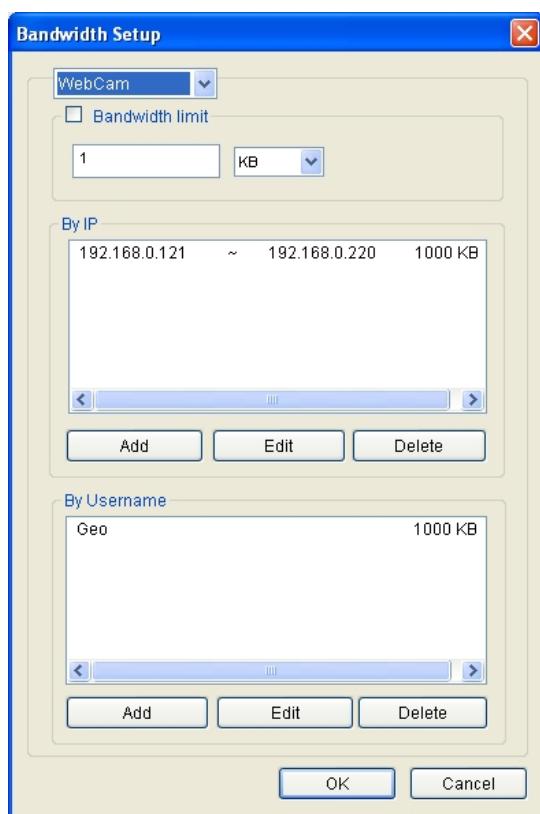 Bandwidth Setup
WebCam
Bandwidth limit
1 KB
By IP
192.168.0.121 ~ 192.168.0.220 1000 KB
Add Edit Delete
By Username
Geo 1000 KB
Add Edit Delete
OK Cancel